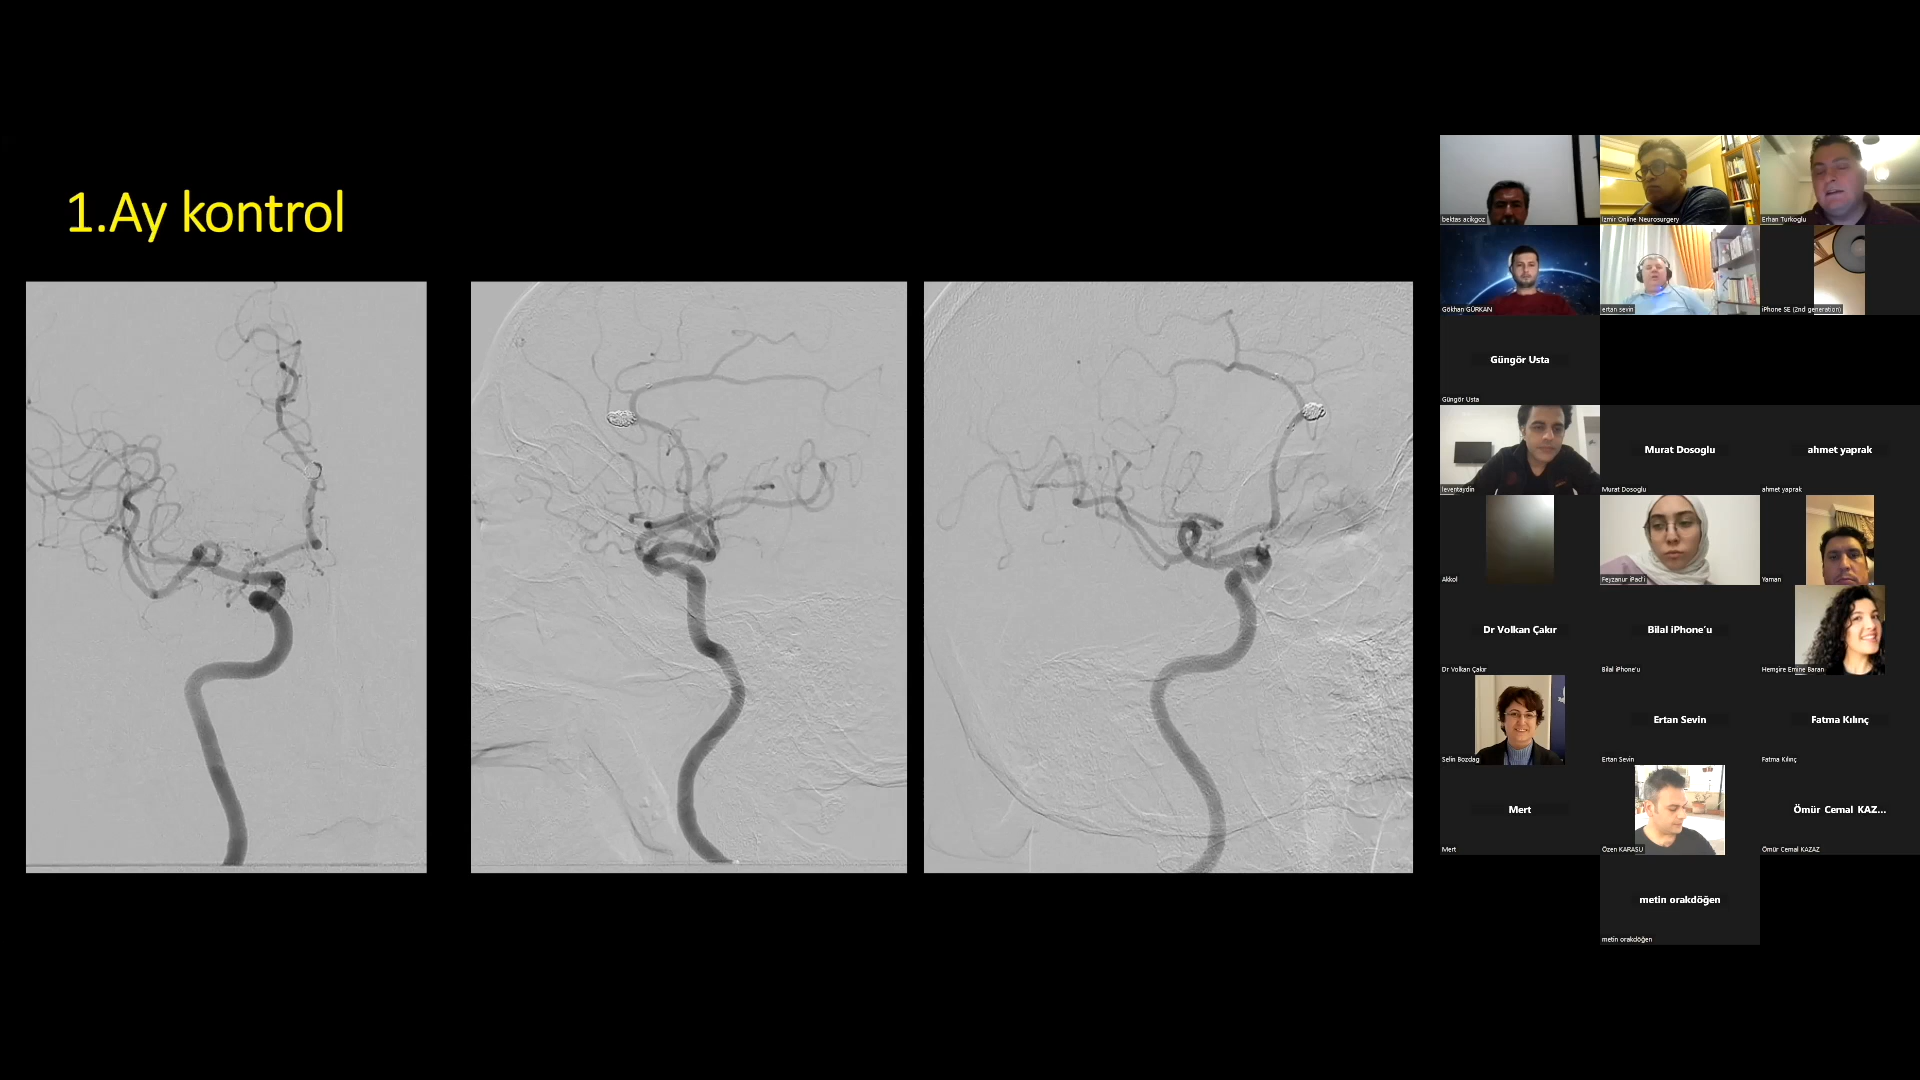 1.Ay kontrol
bektas acikgoz
Izmir Online Neurosurgery
Erhan Turkoglu
Gökhan GÜRKAN
ertan sevin
iPhone SE (2nd generation)
Güngör Usta
Güngör Usta
leventaydin
Murat Dosoglu
Murat Dosoglu
ahmet yaprak
ahmet yaprak
Akkol
Feyzanur iPad'i
Yaman
Dr Volkan Çakır
Dr Volkan Çakır
Bilal iPhone'u
Bilal iPhone'u
Hemşire Emine Baran
Selin Bozdag
Ertan Sevin
Ertan Sevin
Fatma Kılınç
Fatma Kılınç
Mert
Mert
Özen KARASU
Ömür Cemal KAZ...
Ömür Cemal KAZAZ
metin orakdöğen
metin orakdöğen